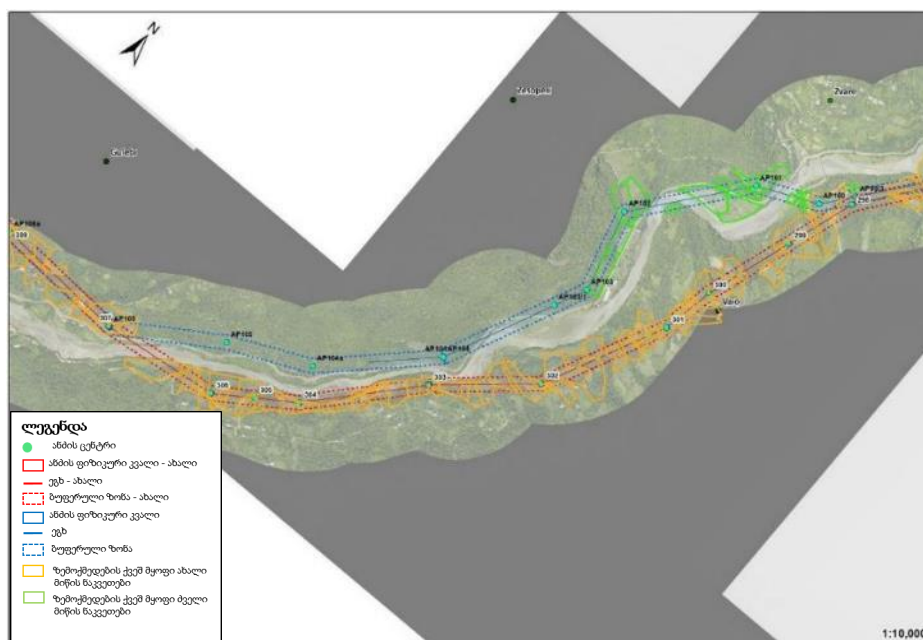 N
Zvare
AP106a
309
AP102
AP101
AP100
298
299
300
301
AP103
307
AP105
AP104a
AP104
302
303
304
305
306
ლეგენდა
ანძის ცენტრი
ანძის ფიზიკური კვალი - ახალი
ეგხ - ახალი
ბუფერული ზონა - ახალი
ანძის ფიზიკური კვალი
ეგხ
ბუფერული ზონა
ზემოქმედების ქვეშ მყოფი ახალი
მიწის ნაკვეთები
ზემოქმედების ქვეშ მყოფი ძველი
მიწის ნაკვეთები
1:10,000